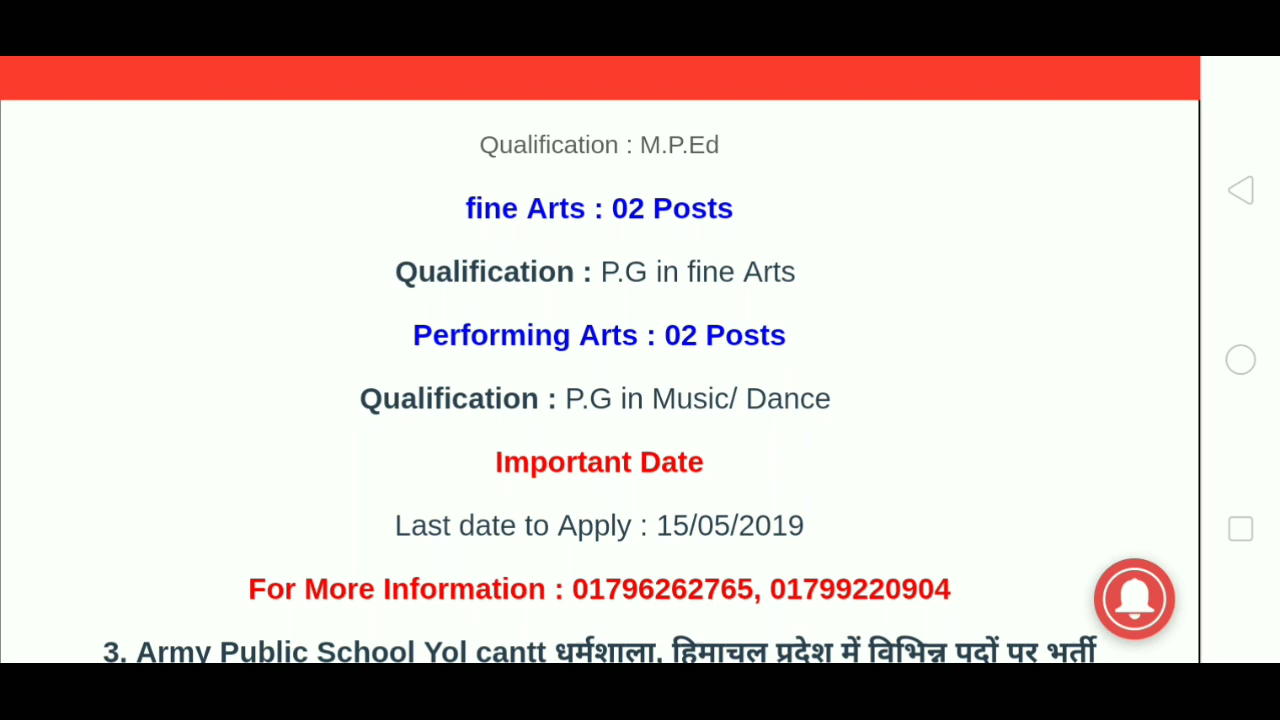 Qualification : M.P.Ed
fine Arts : 02 Posts
Qualification : P.G in fine Arts
Performing Arts : 02 Posts
Qualification : P.G in Music/ Dance
Important Date
Last date to Apply : 15/05/2019
For More Information : 01796262765, 01799220904
3. Army Public School Yol cantt धर्मशाला, हिमाचल प्रदेश में विभिन्न पदों पर भर्ती